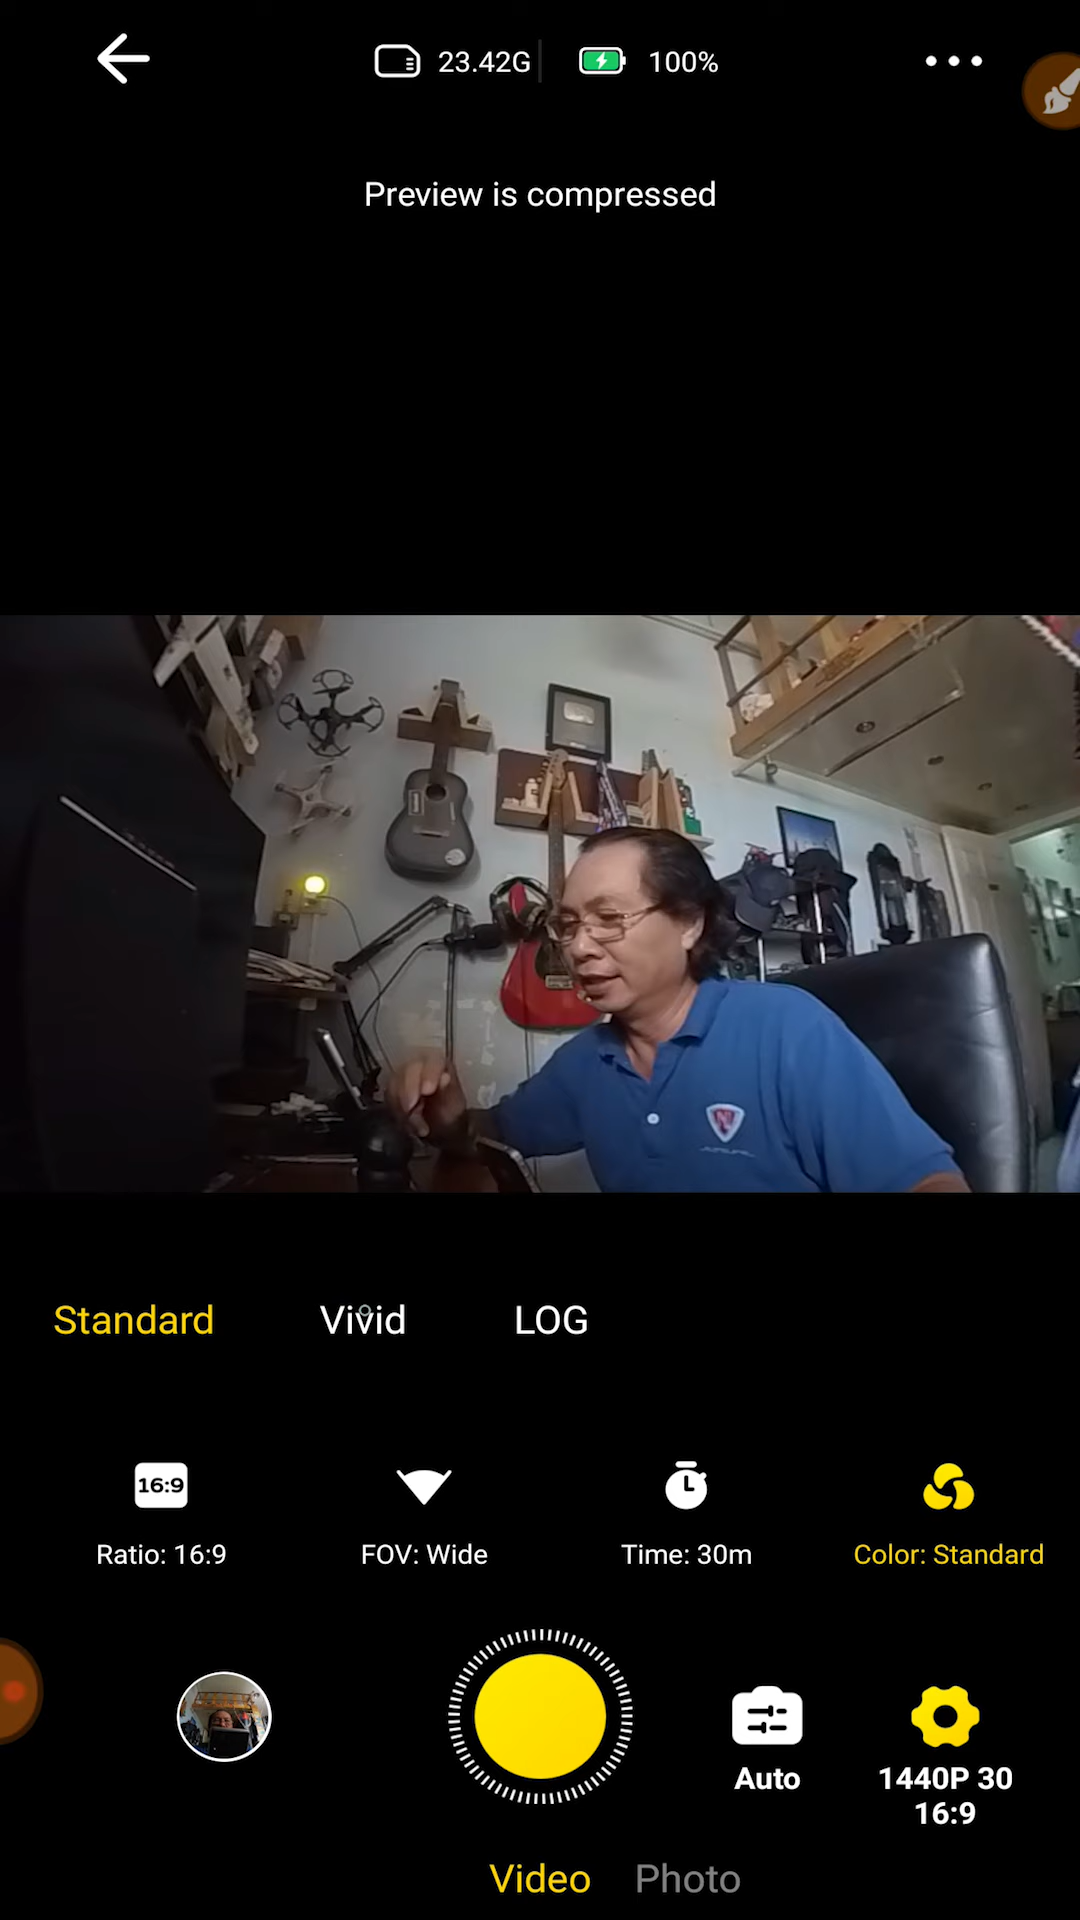 23.42G 100%
Preview is compressed
Standard Vivid LOG
16:9
Ratio: 16:9 FOV: Wide Time: 30m Color: Standard
Auto 1440P 30
16:9
Video Photo